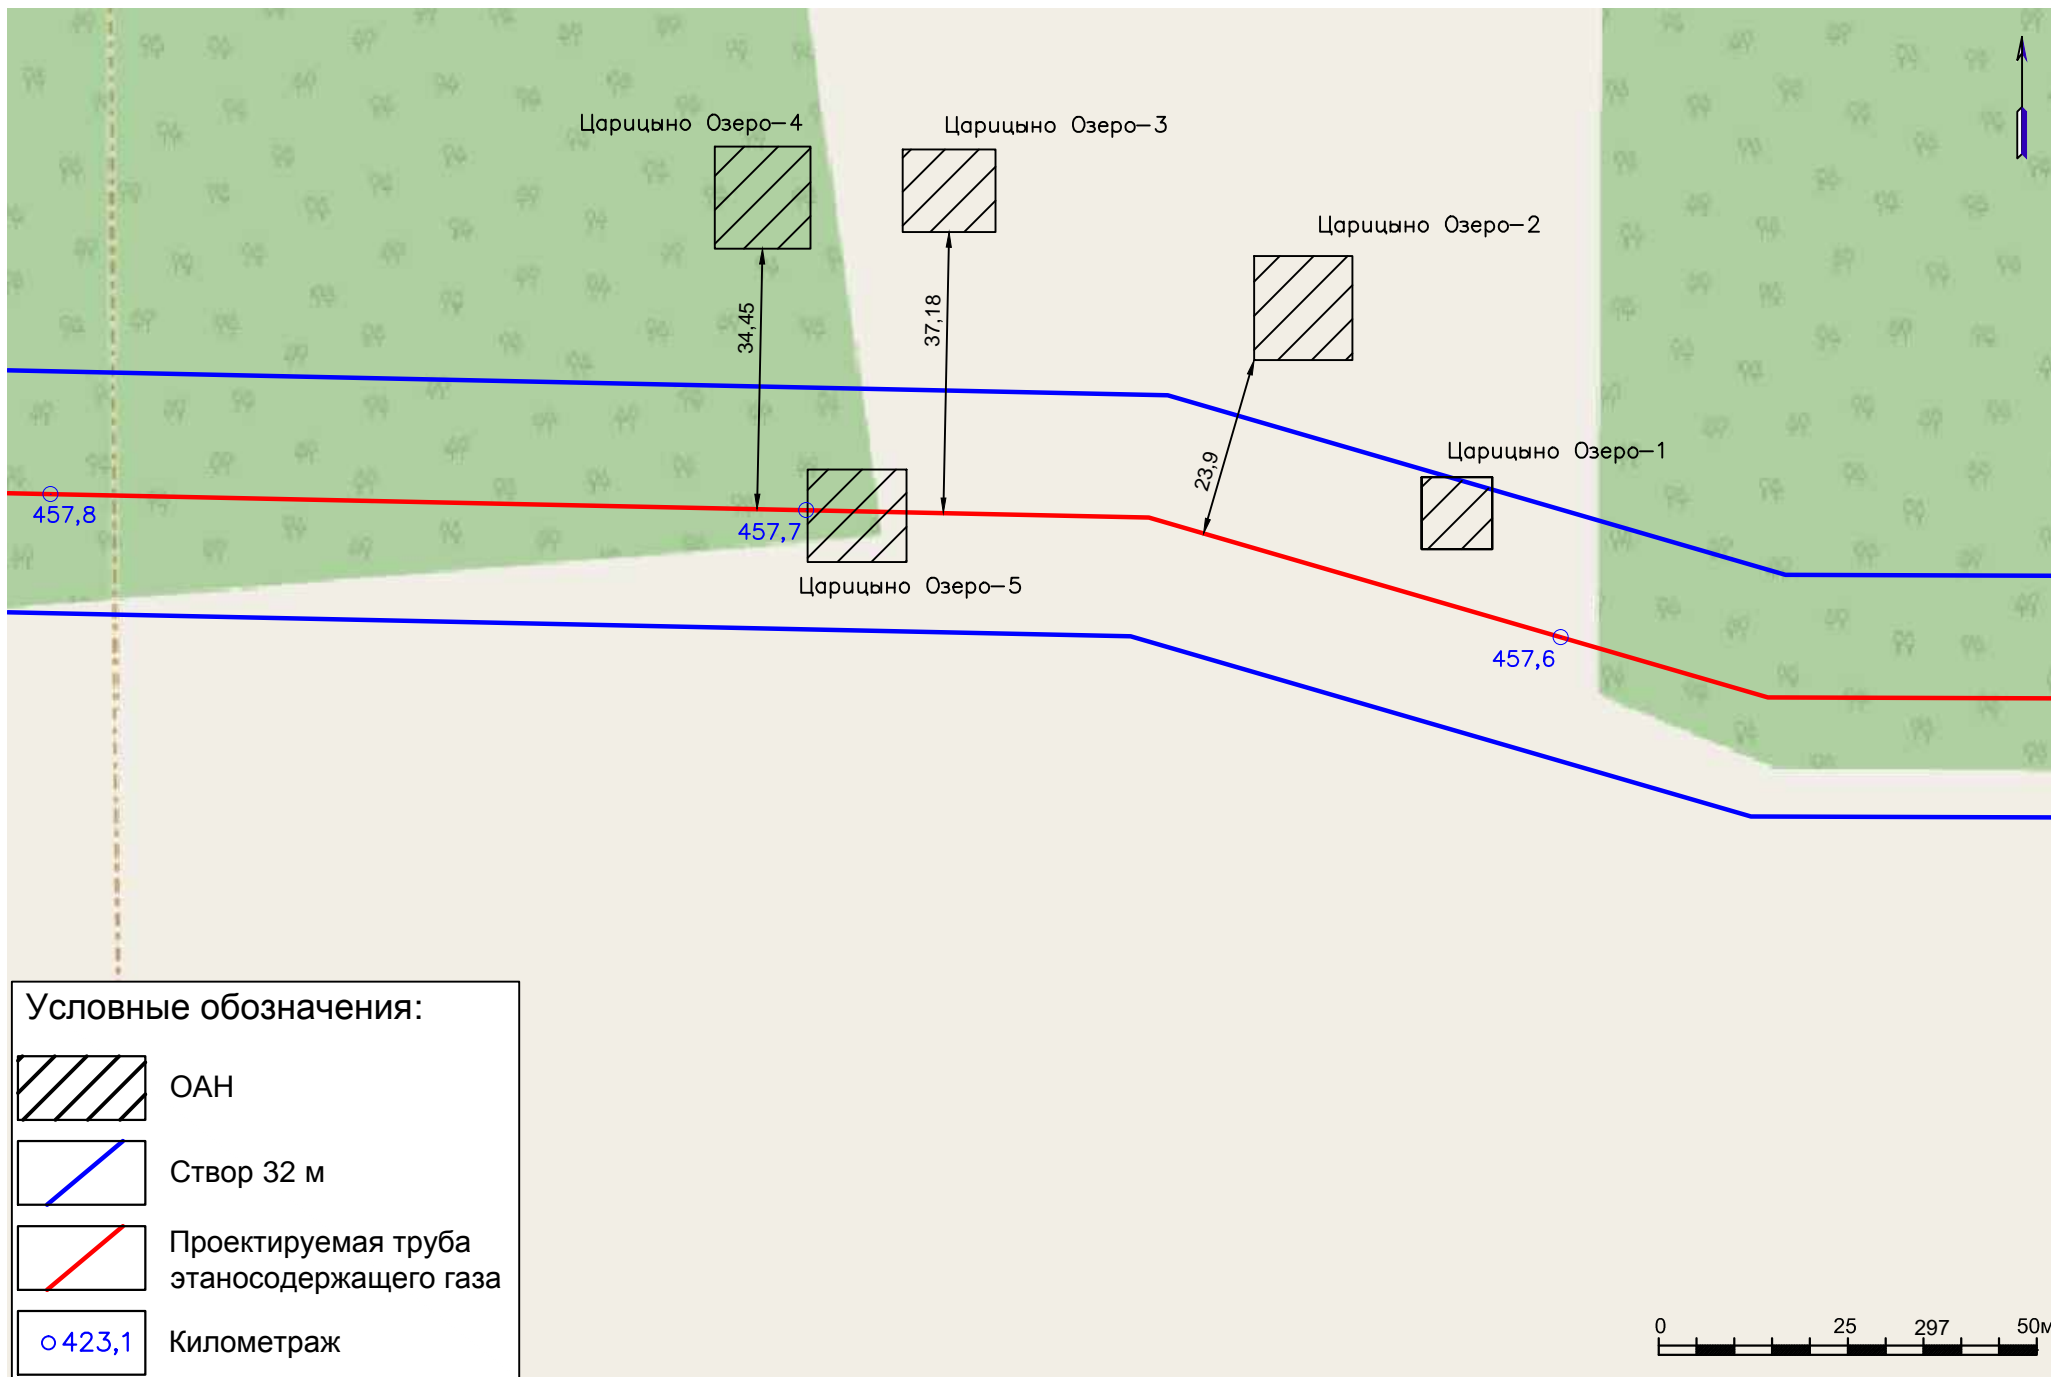 Царицыно Озеро-4
Царицыно Озеро-3
Царицыно Озеро-2
34,45
37,18
23,9
Царицыно Озеро-1
457,8
457,7
Царицыно Озеро-5
457,6
Условные обозначения:
ОАН
Створ 32 м
Проектируемая труба
этаносодержащего газа
423,1 Километраж
0 25 297 50м